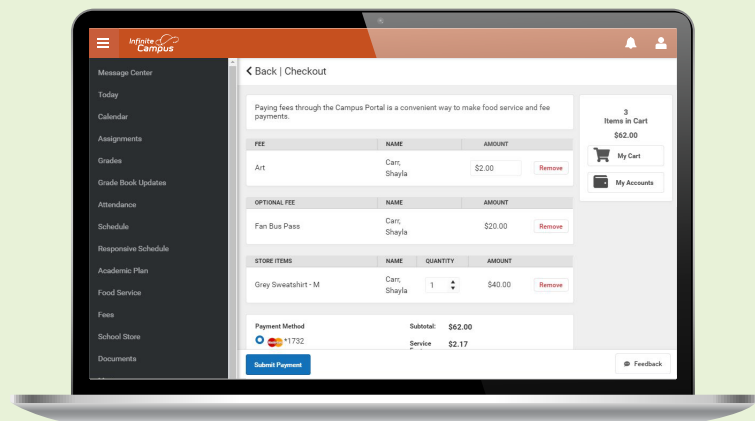 Infinite
Campus
Message Center
Today
Calendar
Assignments
Grades
Grade Book Updates
Attendance
Schedule
Responsive Schedule
Academic Plan
Food Service
Fees
School Store
Documents
Back | Checkout
Paying fees through the Campus Portal is a convenient way to make food service and fee
payments.
FEE NAME AMOUNT
Art Carr, Shayla $2.00 Remove
OPTIONAL FEE NAME AMOUNT
Fan Bus Pass Carr, Shayla $20.00 Remove
STORE ITEMS NAME QUANTITY AMOUNT
Grey Sweatshirt - M Carr, Shayla 1 $40.00 Remove
Payment Method
*1732
Subtotal: $62.00
Service $2.17
Submit Payment
3
Items in Cart
$62.00
My Cart
My Accounts
Feedback